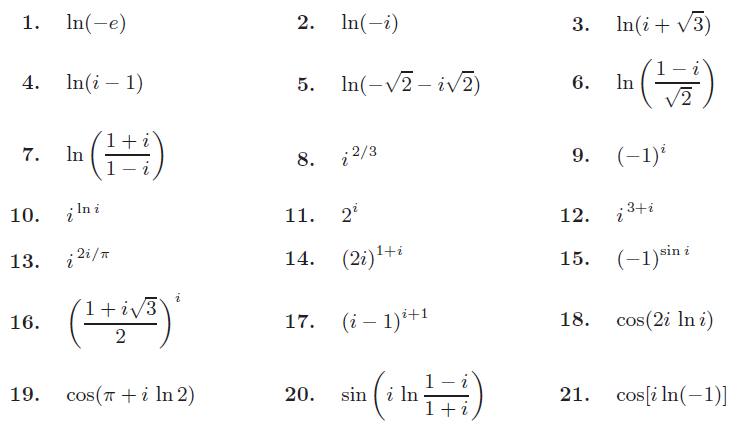 1. ln(−e) 2. ln(−i) 3. ln(i + √3)
4. ln(i − 1) 5. ln(−√2 − i√2) 6. ln((1 − i)/√2)
7. ln((1 + i)/(1 − i)) 8. i^{2/3} 9. (−1)^i
10. i^{ln i} 11. 2^i 12. i^{3+i}
13. i^{2i/π} 14. (2i)^{1+i} 15. (−1)^{sin i}
16. ((1 + i√3)/2)^i 17. (i − 1)^{i+1} 18. cos(2i ln i)
19. cos(π + i ln 2) 20. sin(i ln (1 − i)/(1 + i)) 21. cos[i ln(−1)]